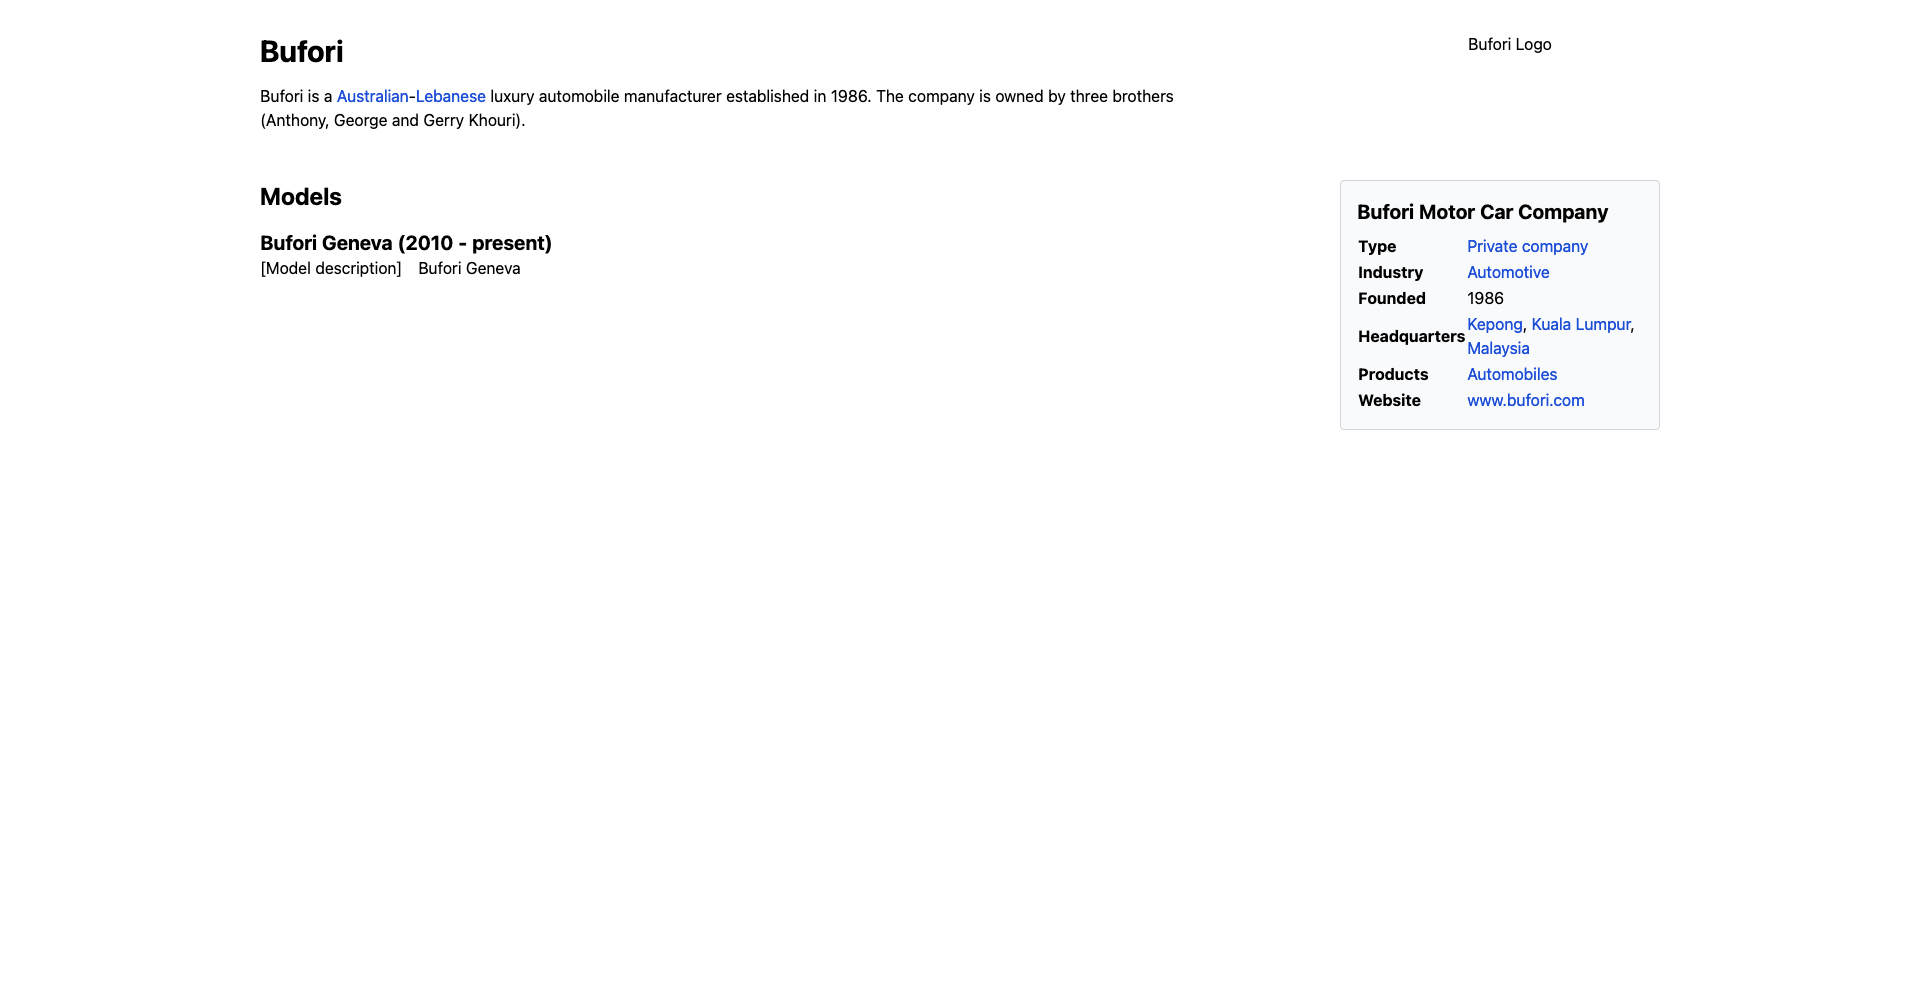 Bufori
Bufori Logo
Bufori is a Australian-Lebanese luxury automobile manufacturer established in 1986. The company is owned by three brothers
(Anthony, George and Gerry Khouri).
Models
Bufori Geneva (2010 - present)
[Model description] Bufori Geneva
Bufori Motor Car Company
Type Private company
Industry Automotive
Founded 1986
Headquarters Kepong, Kuala Lumpur,
Malaysia
Products Automobiles
Website www.bufori.com